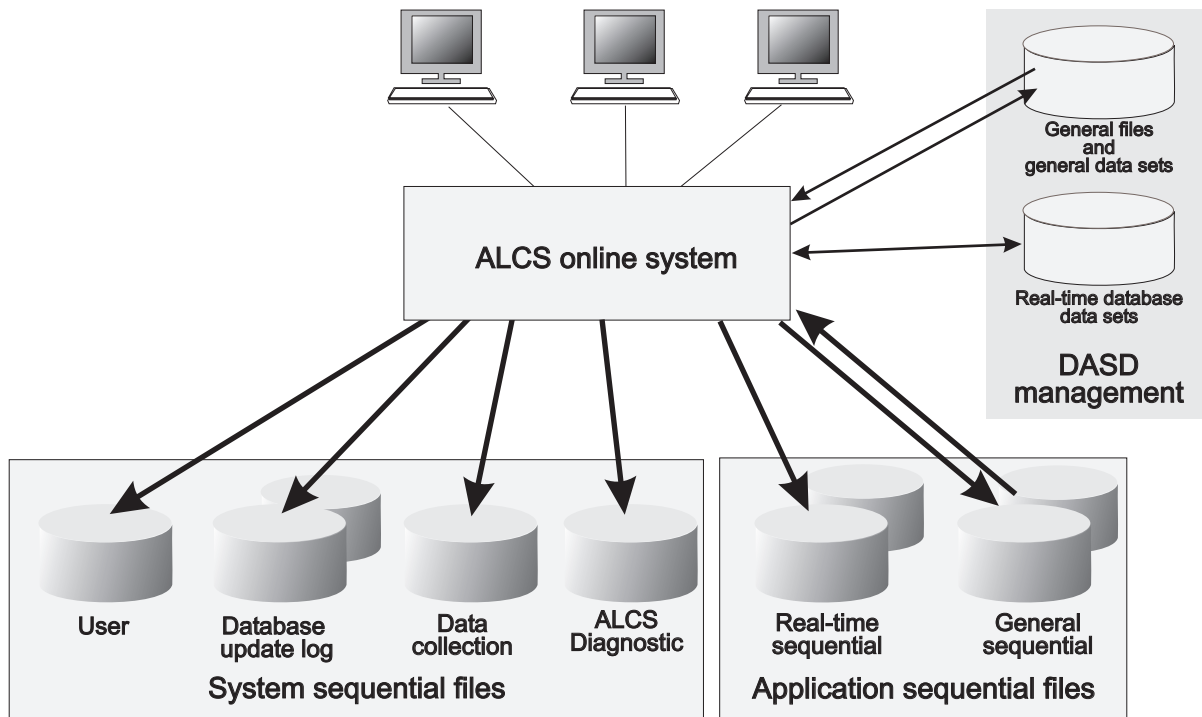 General files
and
general data sets
ALCS online system
Real-time database
data sets
DASD
management
User
Database
update log
Data
collection
ALCS
Diagnostic
System sequential files
Real-time
sequential
General
sequential
Application sequential files